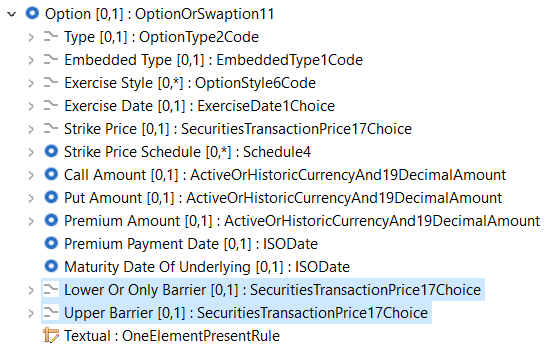 Option [0,1] : OptionOrSwaption11
Type [0,1] : OptionType2Code
Embedded Type [0,1] : EmbeddedType1Code
Exercise Style [0,*] : OptionStyle6Code
Exercise Date [0,1] : ExerciseDate1Choice
Strike Price [0,1] : SecuritiesTransactionPrice17Choice
Strike Price Schedule [0,*] : Schedule4
Call Amount [0,1] : ActiveOrHistoricCurrencyAnd19DecimalAmount
Put Amount [0,1] : ActiveOrHistoricCurrencyAnd19DecimalAmount
Premium Amount [0,1] : ActiveOrHistoricCurrencyAnd19DecimalAmount
Premium Payment Date [0,1] : ISODate
Maturity Date Of Underlying [0,1] : ISODate
Lower Or Only Barrier [0,1] : SecuritiesTransactionPrice17Choice
Upper Barrier [0,1] : SecuritiesTransactionPrice17Choice
Textual : OneElementPresentRule